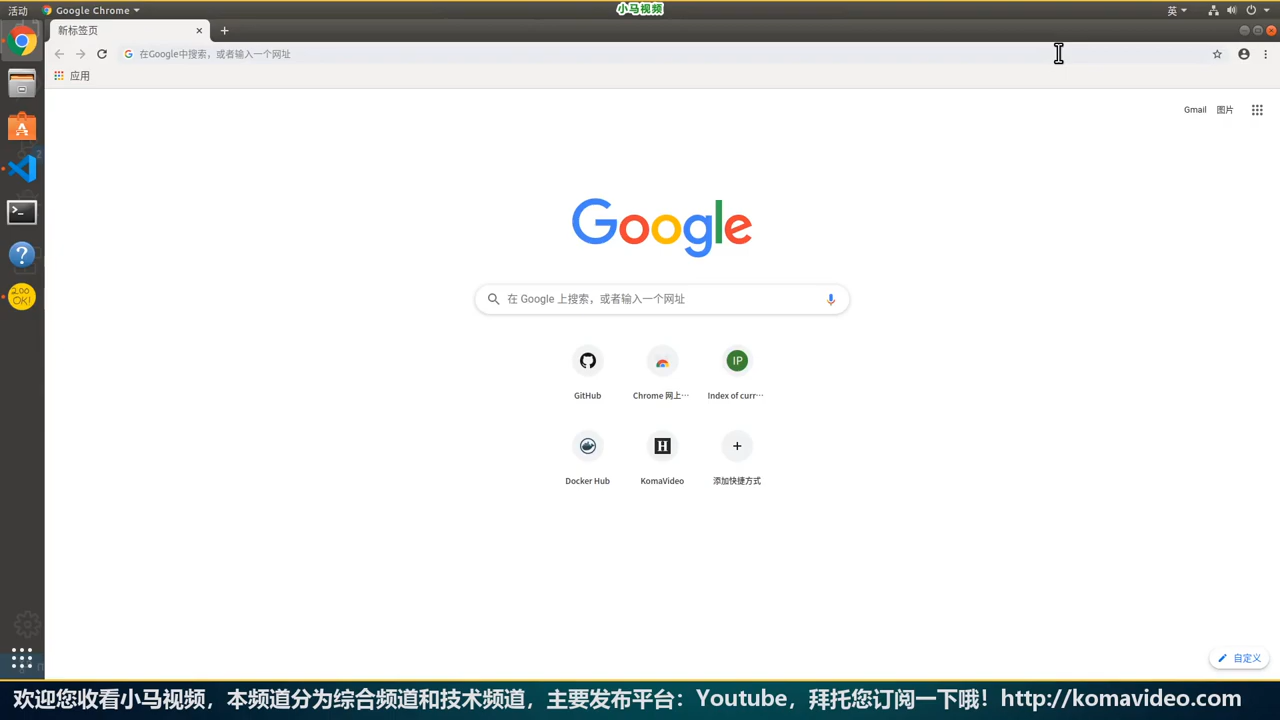 活动
Google Chrome
小马视频
英
新标签页
在Google中搜索，或者输入一个网址
应用
Gmail
图片
Google
在 Google 上搜索，或者输入一个网址
IP
GitHub
Chrome 网上…
Index of curr…
H
Docker Hub
KomaVideo
添加快捷方式
200
OK!
自定义
欢迎您收看小马视频，本频道分为综合频道和技术频道，主要发布平台：Youtube，拜托您订阅一下哦！http://komavideo.com